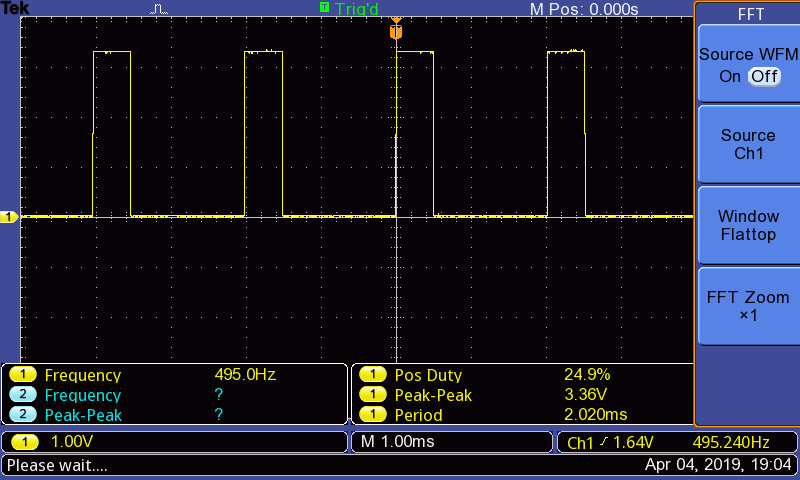 Tek T Trig'd M Pos: 0.000s
FFT
T
Source WFM
On Off
Source
Ch1
1
Window
Flattop
FFT Zoom
×1
1 Frequency 495.0Hz
2 Frequency ?
2 Peak-Peak ?
1 Pos Duty 24.9%
1 Peak-Peak 3.36V
1 Period 2.020ms
1 1.00V M 1.00ms Ch1 1.64V 495.240Hz
Please wait.... Apr 04, 2019, 19:04